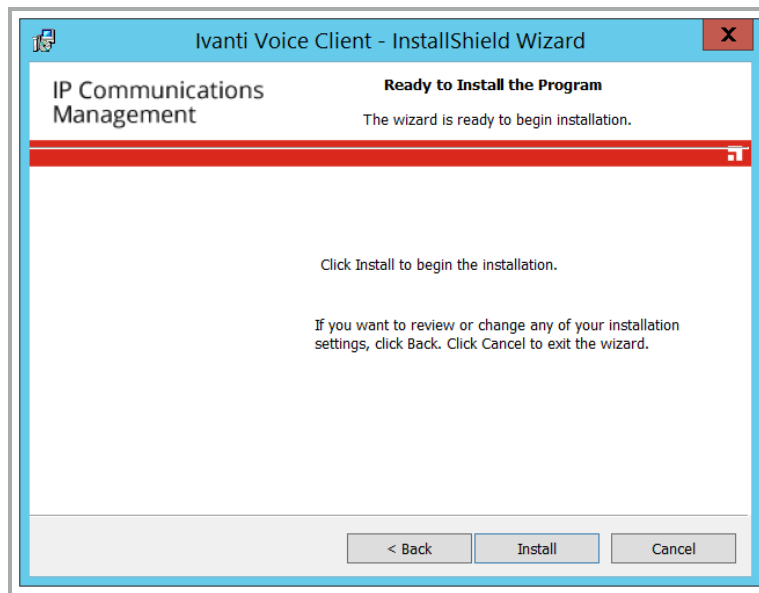 Ivanti Voice Client - InstallShield Wizard
X
IP Communications
Management
Ready to Install the Program
The wizard is ready to begin installation.
Click Install to begin the installation.
If you want to review or change any of your installation
settings, click Back. Click Cancel to exit the wizard.
< Back
Install
Cancel